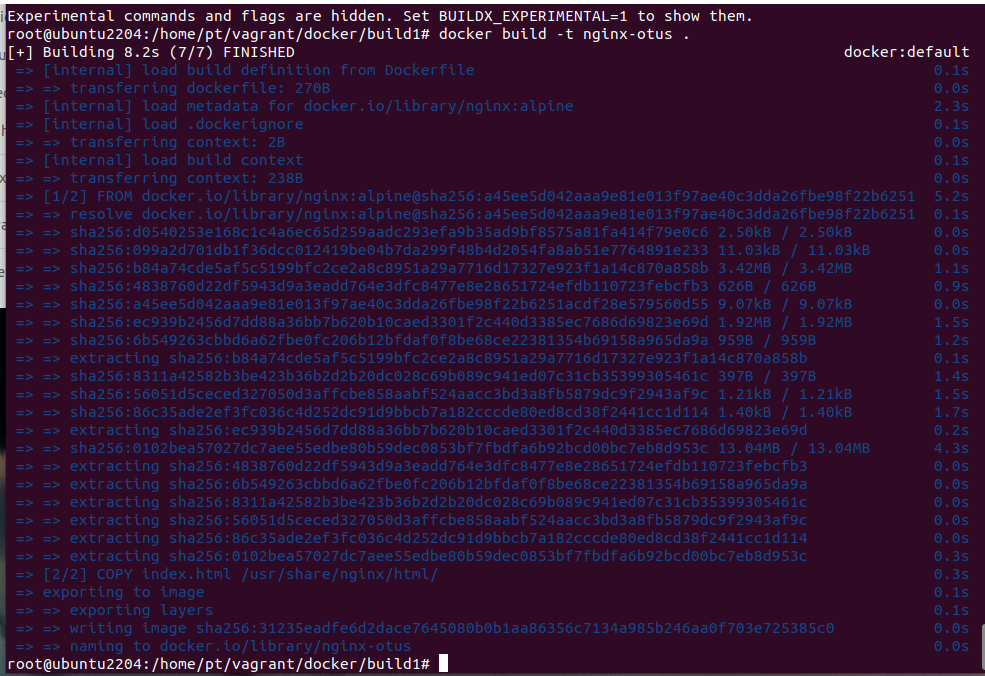 Experimental commands and flags are hidden. Set BUILDX_EXPERIMENTAL=1 to show them.
root@ubuntu2204:/home/pt/vagrant/docker/build1# docker build -t nginx-otus .
[+] Building 8.2s (7/7) FINISHED docker:default
=> [internal] load build definition from Dockerfile 0.1s
=> => transferring dockerfile: 270B 0.0s
=> [internal] load metadata for docker.io/library/nginx:alpine 2.3s
=> [internal] load .dockerignore 0.1s
=> => transferring context: 2B 0.0s
=> [internal] load build context 0.1s
=> => transferring context: 238B 0.0s
=> [1/2] FROM docker.io/library/nginx:alpine@sha256:a45ee5d042aaa9e81e013f97ae40c3dda26fbe98f22b6251 5.2s
=> => resolve docker.io/library/nginx:alpine@sha256:a45ee5d042aaa9e81e013f97ae40c3dda26fbe98f22b6251 0.1s
=> => sha256:d0540253e168c1c4a6ec65d259aadc293efa9b35ad9bf8575a81fa414f79e0c6 2.50kB / 2.50kB 0.0s
=> => sha256:099a2d701db1f36dcc012419be04b7da299f48b4d2054fa8ab51e7764891e233 11.03kB / 11.03kB 0.0s
=> => sha256:b84a74cde5af5c5199bfc2ce2a8c8951a29a7716d17327e923f1a14c870a858b 3.42MB / 3.42MB 1.1s
=> => sha256:4838760d22df5943d9a3eadd764e3dfc8477e8e28651724efdb110723febcfb3 626B / 626B 0.9s
=> => sha256:a45ee5d042aaa9e81e013f97ae40c3dda26fbe98f22b6251acdf28e579560d55 9.07kB / 9.07kB 0.0s
=> => sha256:ec939b2456d7dd88a36bb7b620b10caed3301f2c440d3385ec7686d69823e69d 1.92MB / 1.92MB 1.5s
=> => sha256:6b549263cbbd6a62fbe0fc206b12bfdaf0f8be68ce22381354b69158a965da9a 959B / 959B 1.2s
=> => extracting sha256:b84a74cde5af5c5199bfc2ce2a8c8951a29a7716d17327e923f1a14c870a858b 0.1s
=> => sha256:8311a42582b3be423b36b2d2b20dc028c69b089c941ed07c31cb35399305461c 397B / 397B 1.4s
=> => sha256:56051d5ceced327050d3affcbe858aabf524aacc3bd3a8fb5879dc9f2943af9c 1.21kB / 1.21kB 1.5s
=> => sha256:86c35ade2ef3fc036c4d252dc91d9bbcb7a182cccde80ed8cd38f2441cc1d114 1.40kB / 1.40kB 1.7s
=> => extracting sha256:ec939b2456d7dd88a36bb7b620b10caed3301f2c440d3385ec7686d69823e69d 0.2s
=> => sha256:0102bea57027dc7aee55edbe80b59dec0853bf7fbdfa6b92bcd00bc7eb8d953c 13.04MB / 13.04MB 4.3s
=> => extracting sha256:4838760d22df5943d9a3eadd764e3dfc8477e8e28651724efdb110723febcfb3 0.0s
=> => extracting sha256:6b549263cbbd6a62fbe0fc206b12bfdaf0f8be68ce22381354b69158a965da9a 0.0s
=> => extracting sha256:8311a42582b3be423b36b2d2b20dc028c69b089c941ed07c31cb35399305461c 0.0s
=> => extracting sha256:56051d5ceced327050d3affcbe858aabf524aacc3bd3a8fb5879dc9f2943af9c 0.0s
=> => extracting sha256:86c35ade2ef3fc036c4d252dc91d9bbcb7a182cccde80ed8cd38f2441cc1d114 0.0s
=> => extracting sha256:0102bea57027dc7aee55edbe80b59dec0853bf7fbdfa6b92bcd00bc7eb8d953c 0.3s
=> [2/2] COPY index.html /usr/share/nginx/html/ 0.3s
=> exporting to image 0.1s
=> => exporting layers 0.1s
=> => writing image sha256:31235eadfe6d2dace7645080b0b1aa86356c7134a985b246aa0f703e725385c0 0.0s
=> => naming to docker.io/library/nginx-otus 0.0s
root@ubuntu2204:/home/pt/vagrant/docker/build1#